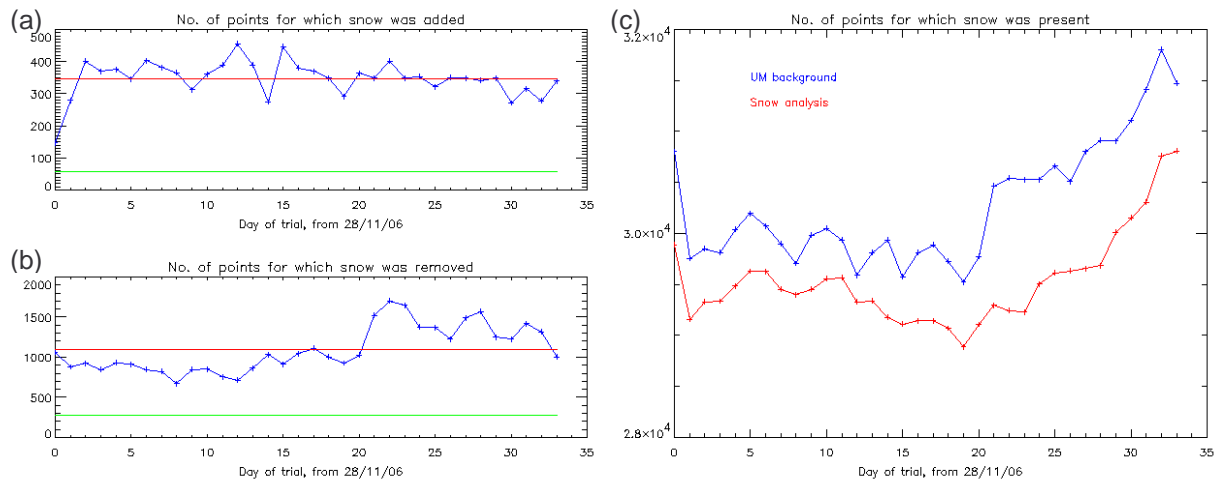 (a)
No. of points for which snow was added
500
400
300
200
100
0
0 5 10 15 20 25 30 35
Day of trial, from 28/11/06
(b)
No. of points for which snow was removed
2000
1500
1000
500
0
0 5 10 15 20 25 30 35
Day of trial, from 28/11/06
(c)
No. of points for which snow was present
3.2×10⁴
3.0×10⁴
2.8×10⁴
UM background
Snow analysis
0 5 10 15 20 25 30 35
Day of trial, from 28/11/06